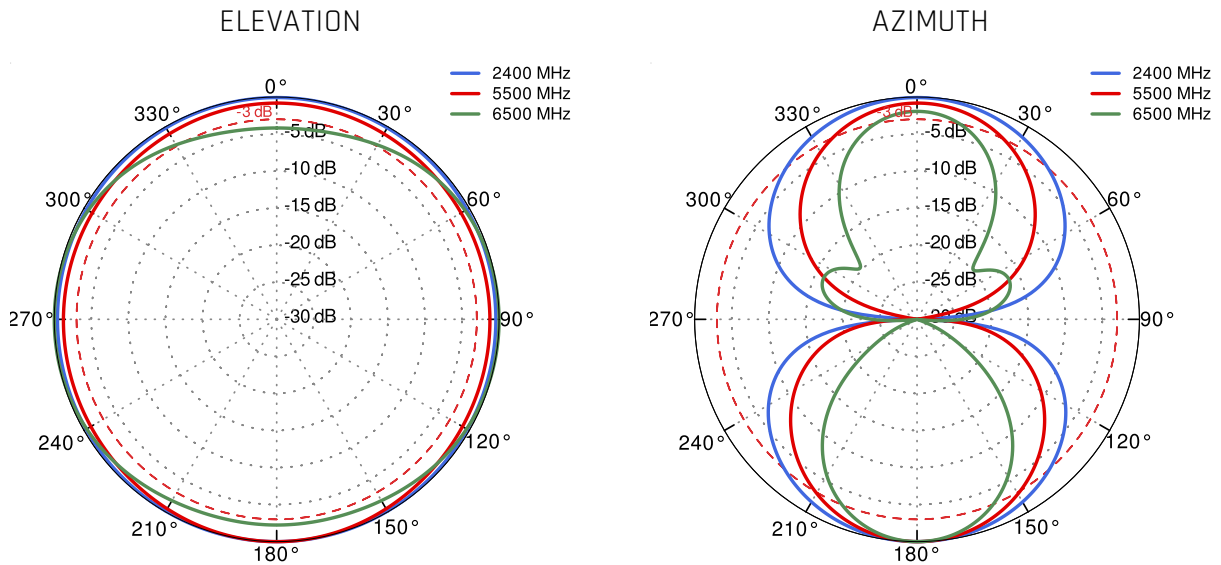 ELEVATION
2400 MHz
5500 MHz
6500 MHz
0°
330°
30°
-3 dB
-5 dB
-10 dB
300°
60°
-15 dB
-20 dB
-25 dB
-30 dB
270°
90°
240°
120°
210°
150°
180°
AZIMUTH
2400 MHz
5500 MHz
6500 MHz
0°
330°
30°
-3 dB
-5 dB
-10 dB
300°
60°
-15 dB
-20 dB
-25 dB
-30 dB
270°
90°
240°
120°
210°
150°
180°